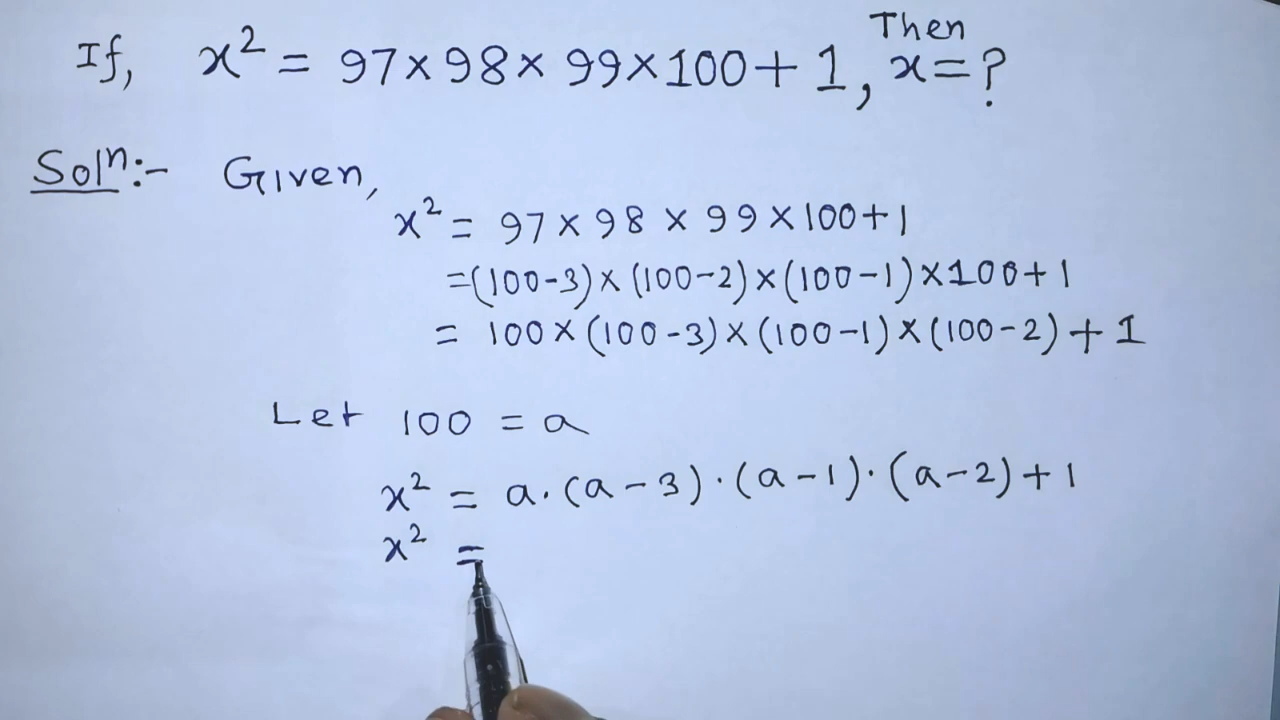 If, x² = 97×98×99×100+1, Then x=?
Solⁿ:- Given,
x² = 97×98×99×100+1
=(100-3)×(100-2)×(100-1)×100+1
= 100×(100-3)×(100-1)×(100-2)+1
Let 100 = a
x² = a·(a-3)·(a-1)·(a-2)+1
x² =